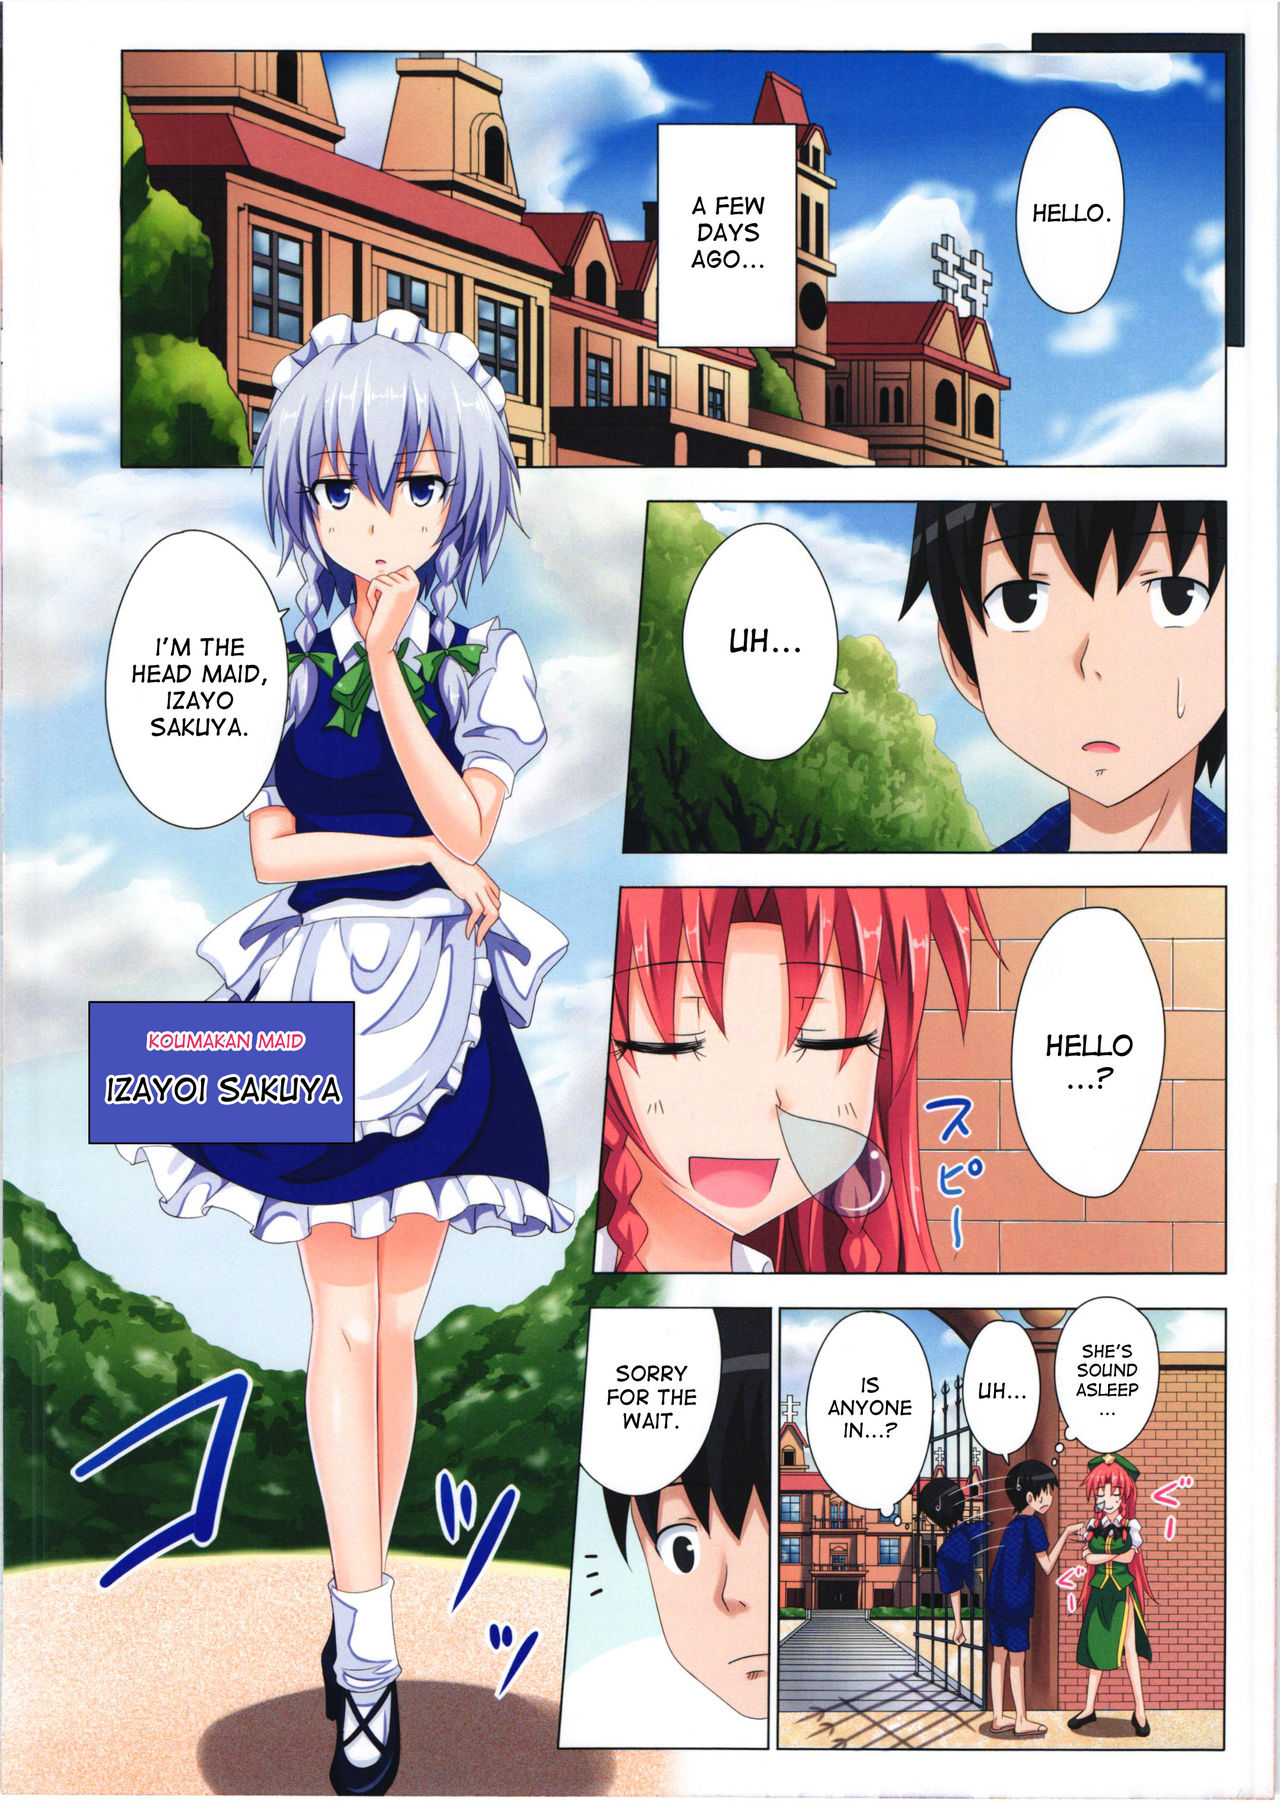 HELLO.
A FEW
DAYS
AGO...
UH...
HELLO
...?
スピー
SHE'S
SOUND
ASLEEP
...
UH...
IS
ANYONE
IN...?
ぐー
ぐー
SORRY
FOR THE
WAIT.
I'M THE
HEAD MAID,
IZAYO
SAKUYA.
KOUMAKAN MAID
IZAYOI SAKUYA
コツ
ツ